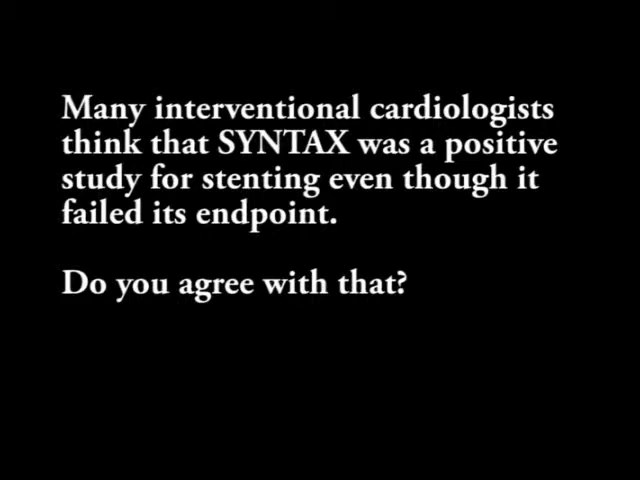 Many interventional cardiologists
think that SYNTAX was a positive
study for stenting even though it
failed its endpoint.
Do you agree with that?